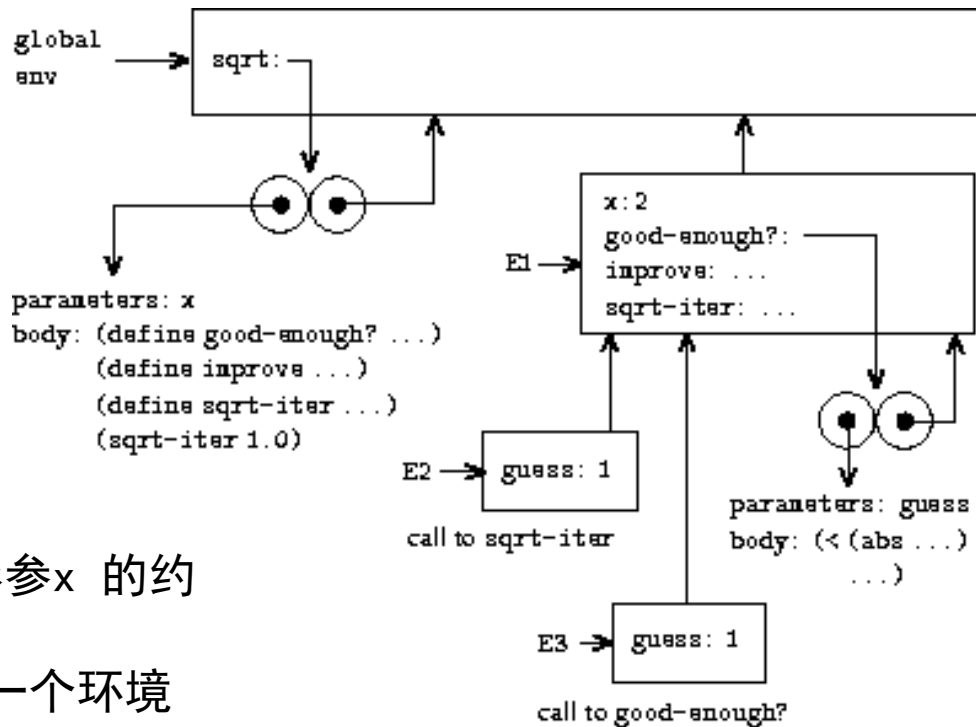 global
env
sqrt:
x:2
good-enough?:
E1
improve: ...
sqrt-iter: ...
parameters: x
body: (define good-enough? ...)
(define improve ...)
(define sqrt-iter ...)
(sqrt-iter 1.0)
E2
guess: 1
call to sqrt-iter
parameters: guess
body: (< (abs ...)
...)
参x 的约
E3
guess: 1
一个环境
call to good-enough?